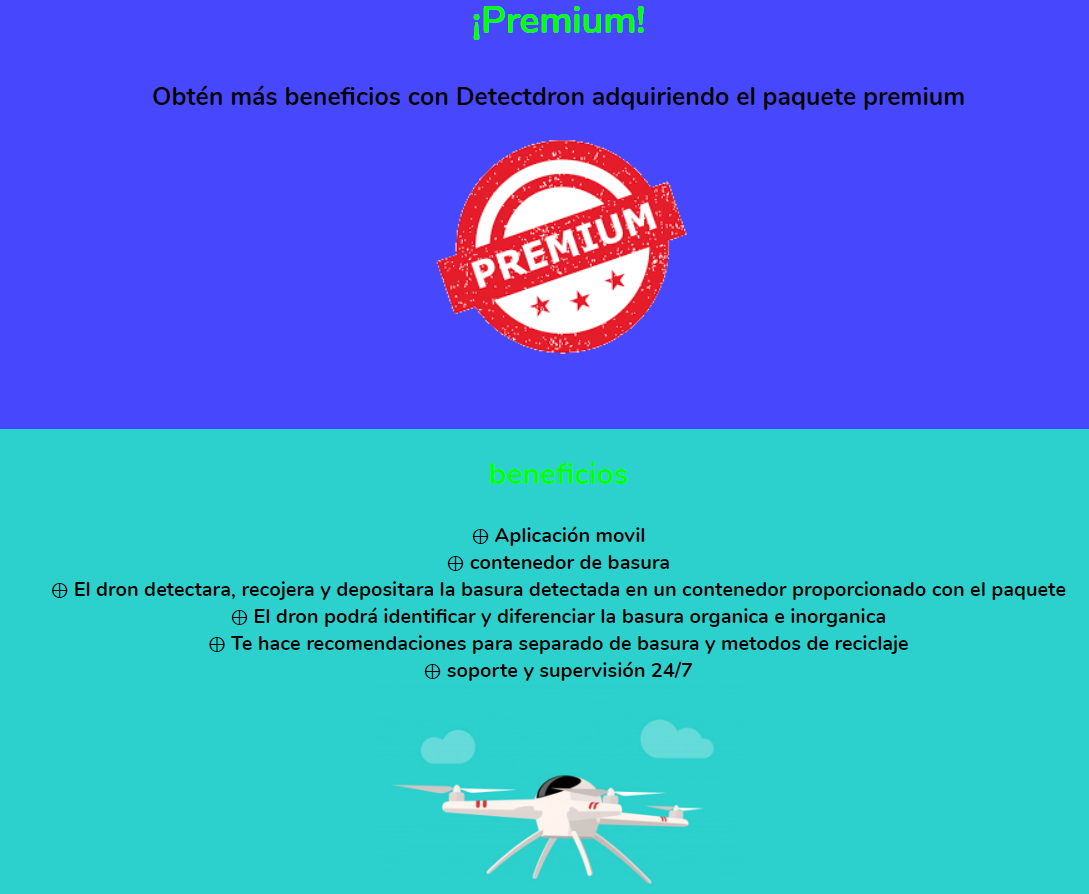 ¡Premium!
Obtén más beneficios con Detectdron adquiriendo el paquete premium
PREMIUM
beneficios
⨁ Aplicación movil
⨁ contenedor de basura
⨁ El dron detectara, recojera y depositara la basura detectada en un contenedor proporcionado con el paquete
⨁ El dron podrá identificar y diferenciar la basura organica e inorganica
⨁ Te hace recomendaciones para separado de basura y metodos de reciclaje
⨁ soporte y supervisión 24/7